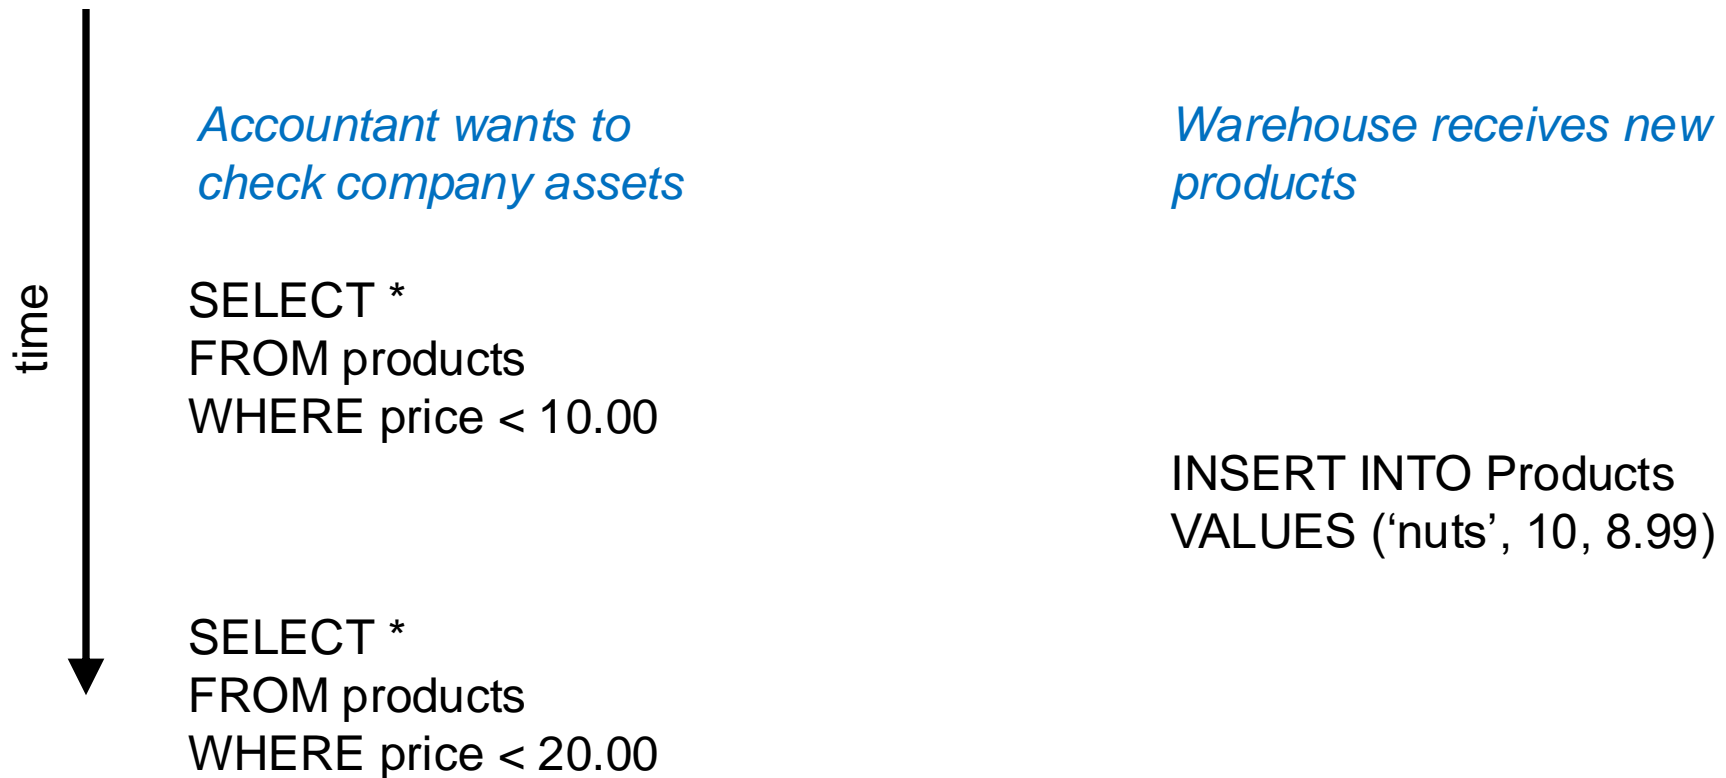 time
Accountant wants to
check company assets
SELECT *
FROM products
WHERE price < 10.00
Warehouse receives new
products
INSERT INTO Products
VALUES (‘nuts’, 10, 8.99)
SELECT *
FROM products
WHERE price < 20.00